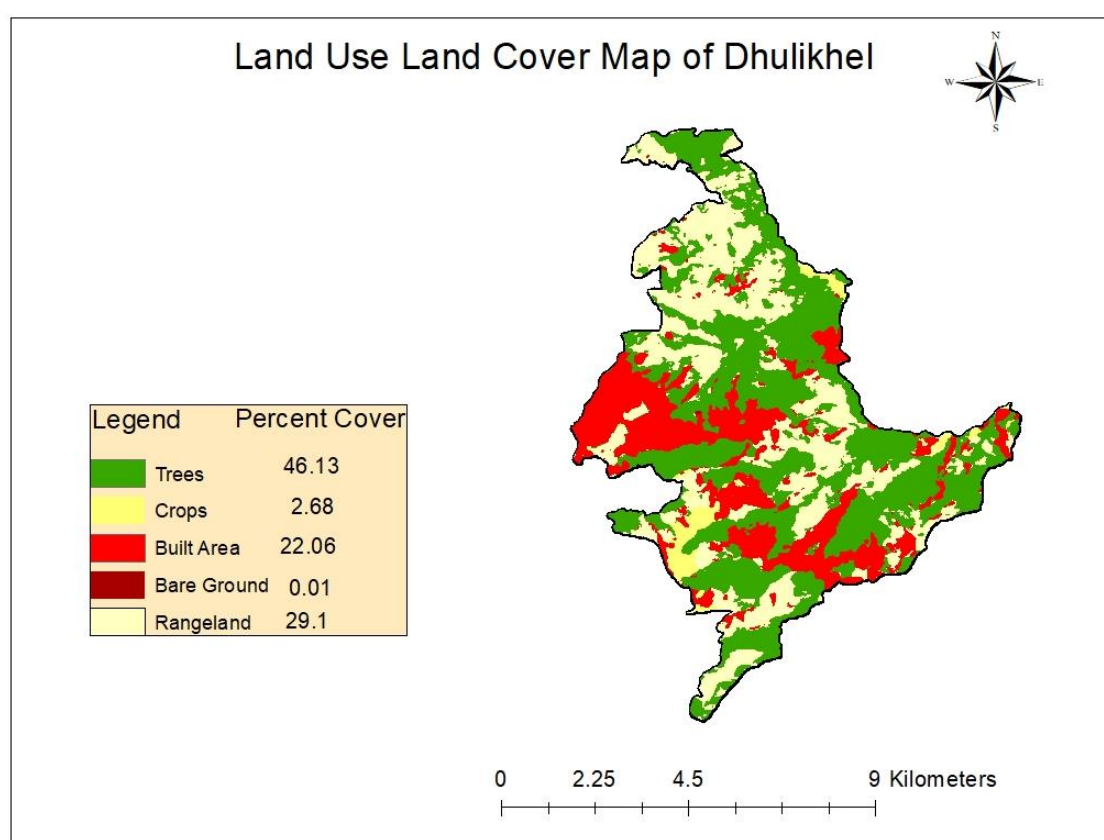 Land Use Land Cover Map of Dhulikhel
N
W E
S
Legend Percent Cover
Trees 46.13
Crops 2.68
Built Area 22.06
Bare Ground 0.01
Rangeland 29.1
0 2.25 4.5 9 Kilometers